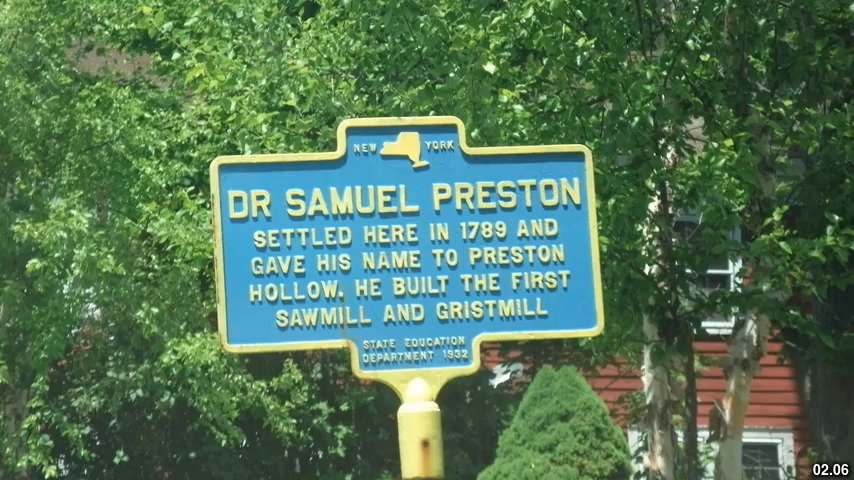 NEW YORK
DR SAMUEL PRESTON
SETTLED HERE IN 1789 AND
GAVE HIS NAME TO PRESTON
HOLLOW. HE BUILT THE FIRST
SAWMILL AND GRISTMILL
STATE EDUCATION
DEPARTMENT 1932
02.06